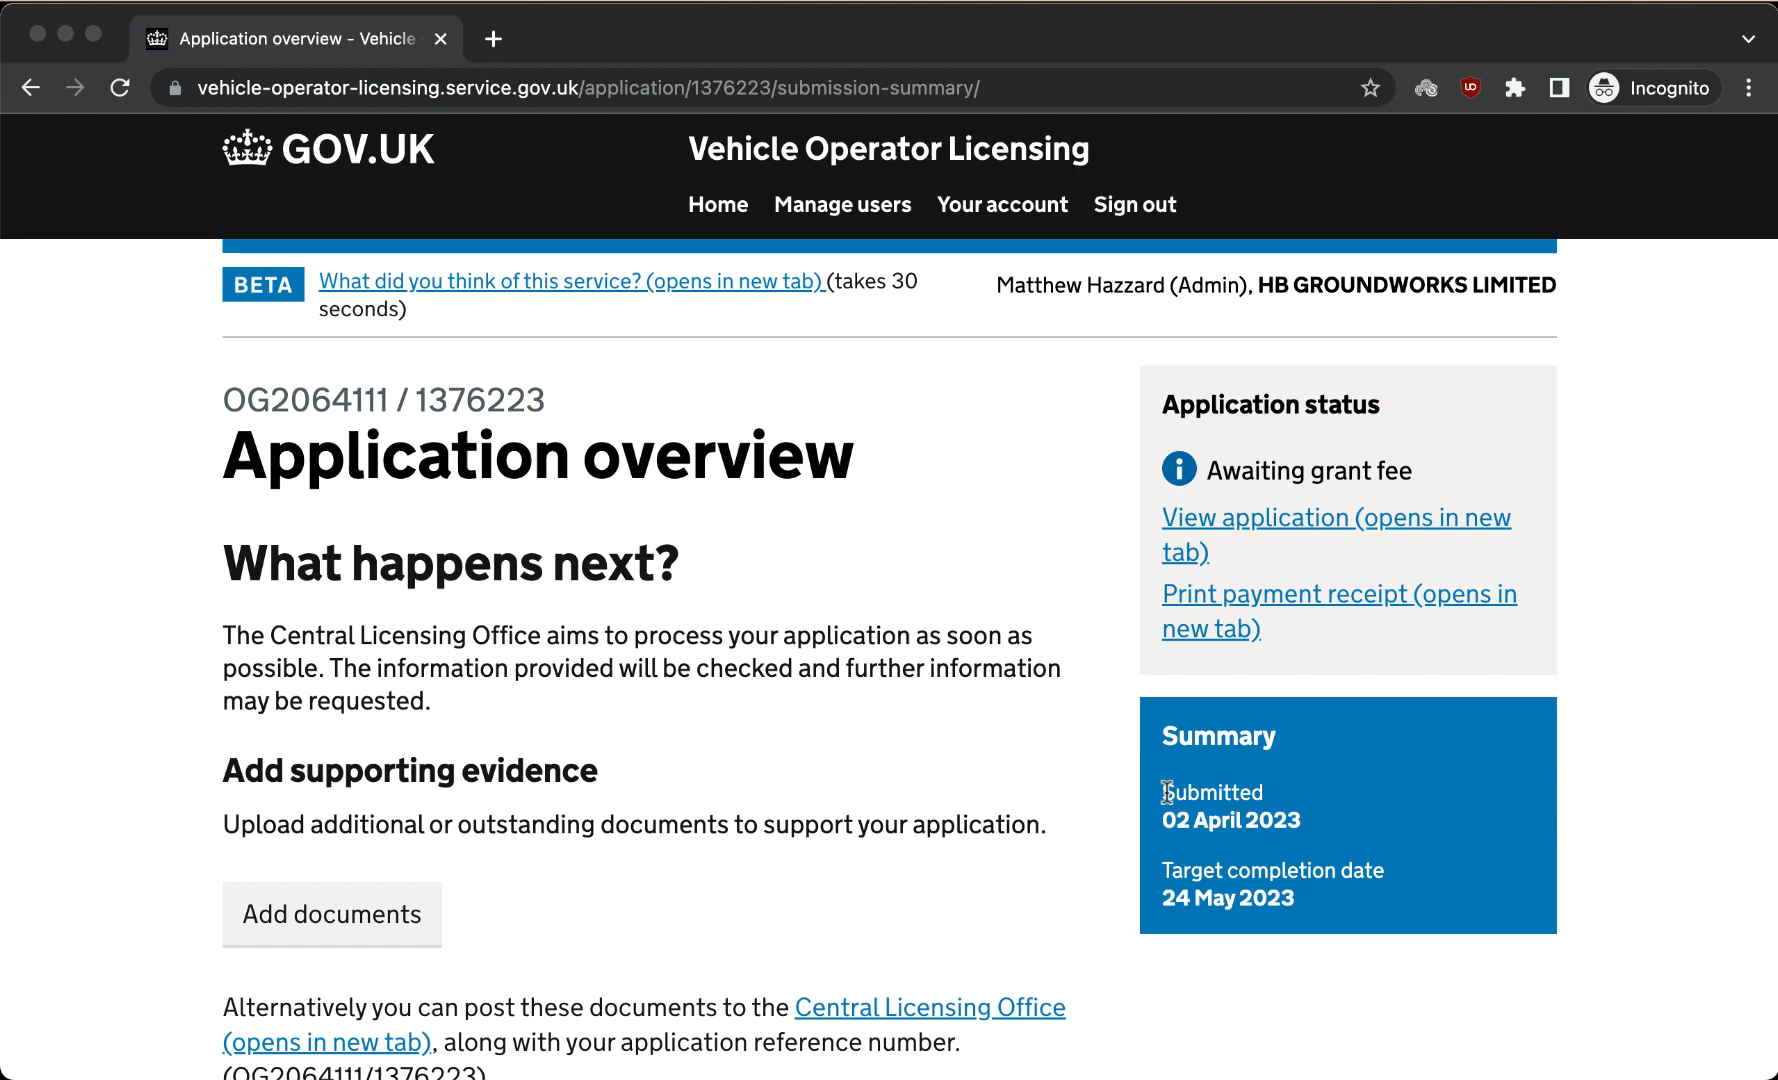 Application overview - Vehicle
vehicle-operator-licensing.service.gov.uk/application/1376223/submission-summary/
Incognito
GOV.UK
Vehicle Operator Licensing
Home Manage users Your account Sign out
BETA What did you think of this service? (opens in new tab) (takes 30
seconds)
Matthew Hazzard (Admin), HB GROUNDWORKS LIMITED
OG2064111 / 1376223
Application overview
What happens next?
The Central Licensing Office aims to process your application as soon as
possible. The information provided will be checked and further information
may be requested.
Add supporting evidence
Upload additional or outstanding documents to support your application.
Add documents
Alternatively you can post these documents to the Central Licensing Office
(opens in new tab), along with your application reference number.
(OG2064111/1376223)
Application status
Awaiting grant fee
View application (opens in new
tab)
Print payment receipt (opens in
new tab)
Summary
Submitted
02 April 2023
Target completion date
24 May 2023